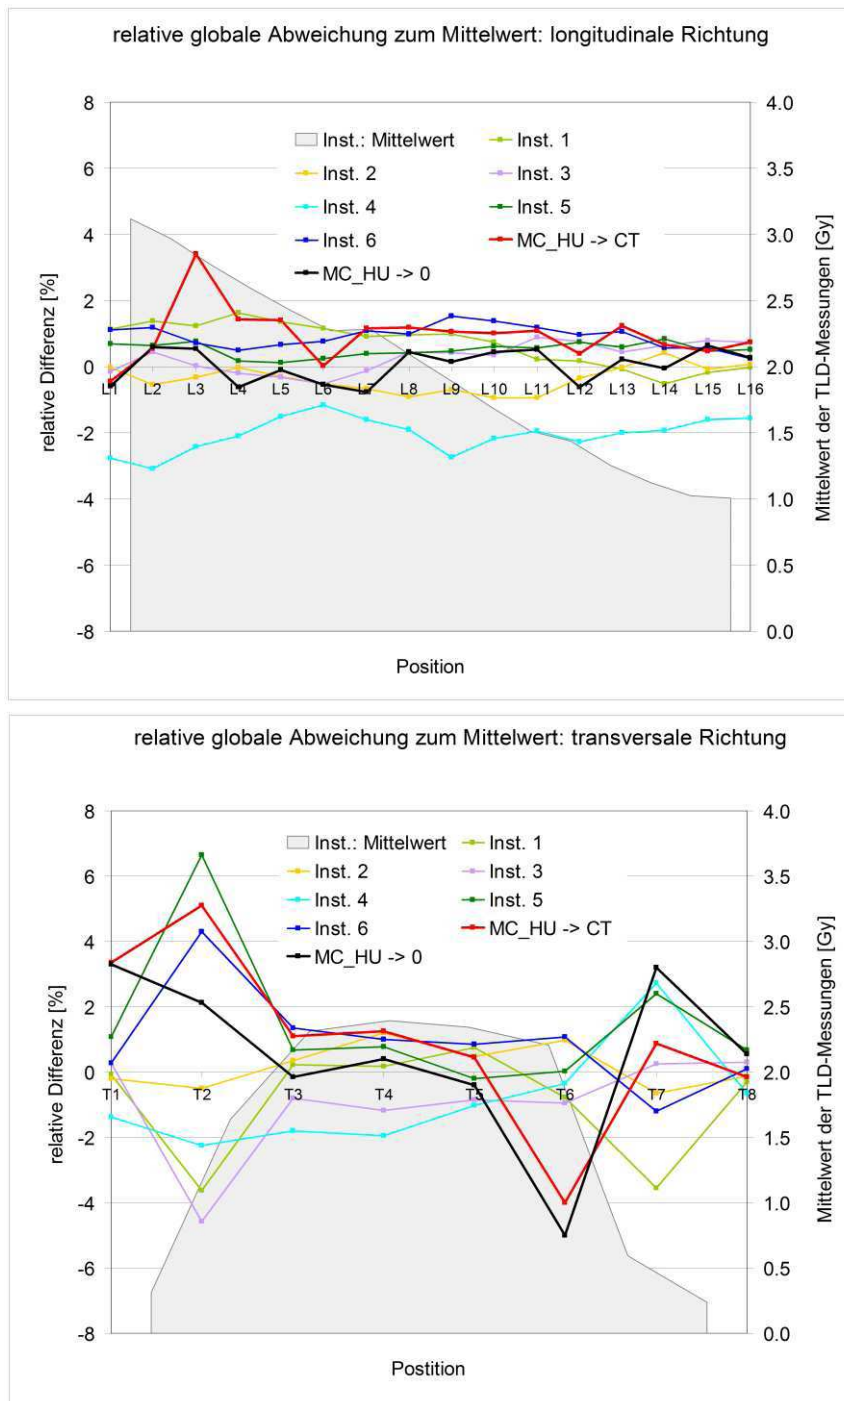 relative globale Abweichung zum Mittelwert: longitudinale Richtung
8
6
4
2
0
-2
-4
-6
-8
relative Differenz [%]
4.0
3.5
3.0
2.5
2.0
1.5
1.0
0.5
0.0
Mittelwert der TLD-Messungen [Gy]
Inst.: Mittelwert
Inst. 1
Inst. 2
Inst. 3
Inst. 4
Inst. 5
Inst. 6
MC_HU -> CT
MC_HU -> 0
L1 L2 L3 L4 L5 L6 L7 L8 L9 L10 L11 L12 L13 L14 L15 L16
Position
relative globale Abweichung zum Mittelwert: transversale Richtung
8
6
4
2
0
-2
-4
-6
-8
relative Differenz [%]
4.0
3.5
3.0
2.5
2.0
1.5
1.0
0.5
0.0
Mittelwert der TLD-Messungen [Gy]
Inst.: Mittelwert
Inst. 1
Inst. 2
Inst. 3
Inst. 4
Inst. 5
Inst. 6
MC_HU -> CT
MC_HU -> 0
T1 T2 T3 T4 T5 T6 T7 T8
Postition